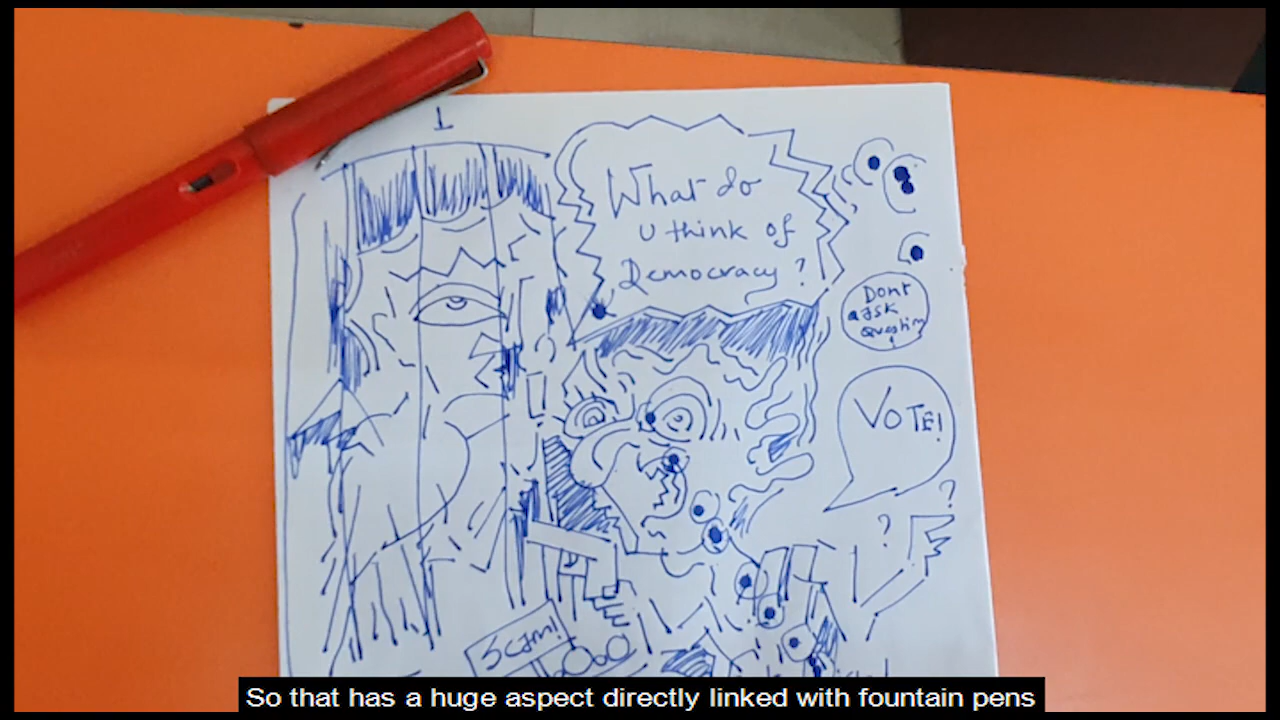 1
What do
u think of
Democracy?
Dont
ask
question
VOTE!
?
?
!
SCAM!
So that has a huge aspect directly linked with fountain pens